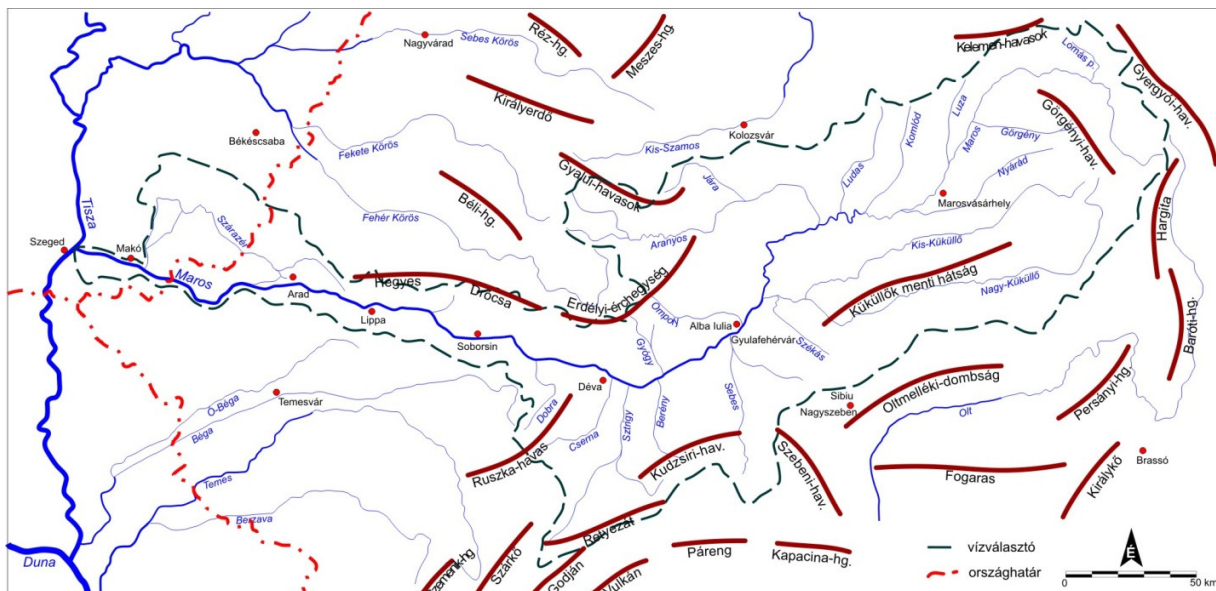 Kelemen-havasok
Réz-hg.
Nagyvárad
Sebes Körös
Meszes-hg.
Lomás p.
Gyergyói-hav.
Királyerdő
Luza
Komlód
Maros
Görgény
Görgényi-hav.
Békéscsaba
Kolozsvár
Kis-Szamos
Fekete Körös
Gyalui-havasok
Jára
Ludas
Nyárád
Marosvásárhely
Béli-hg.
Fehér Körös
Tisza
Szárazér
Hargita
Szeged
Makó
Aranyos
Kis-Küküllő
Maros
Arad
Hegyes
Drócsa
Erdélyi-érchegység
Küküllők menti hátság
Nagy-Küküllő
Lippa
Ompoly
Alba Iulia
Gyulafehérvár
Székás
Baróti-hg.
Soborsin
Gyógy
Déva
Sebes
Persányi-hg.
Oltmelléki-dombság
Sibiu
Nagyszeben
Ó-Béga
Temesvár
Béga
Dobra
Cserna
Sztrigy
Berény
Olt
Ruszka-havas
Kudzsiri-hav.
Szebeni-hav.
Fogaras
Királykő
Brassó
Temes
Berzava
Retyezát
Páreng
Kapacina-hg.
Szemenik-hg
Szárkő
Godján
Vulkán
Duna
vízválasztó
országhatár
É
0
50 km